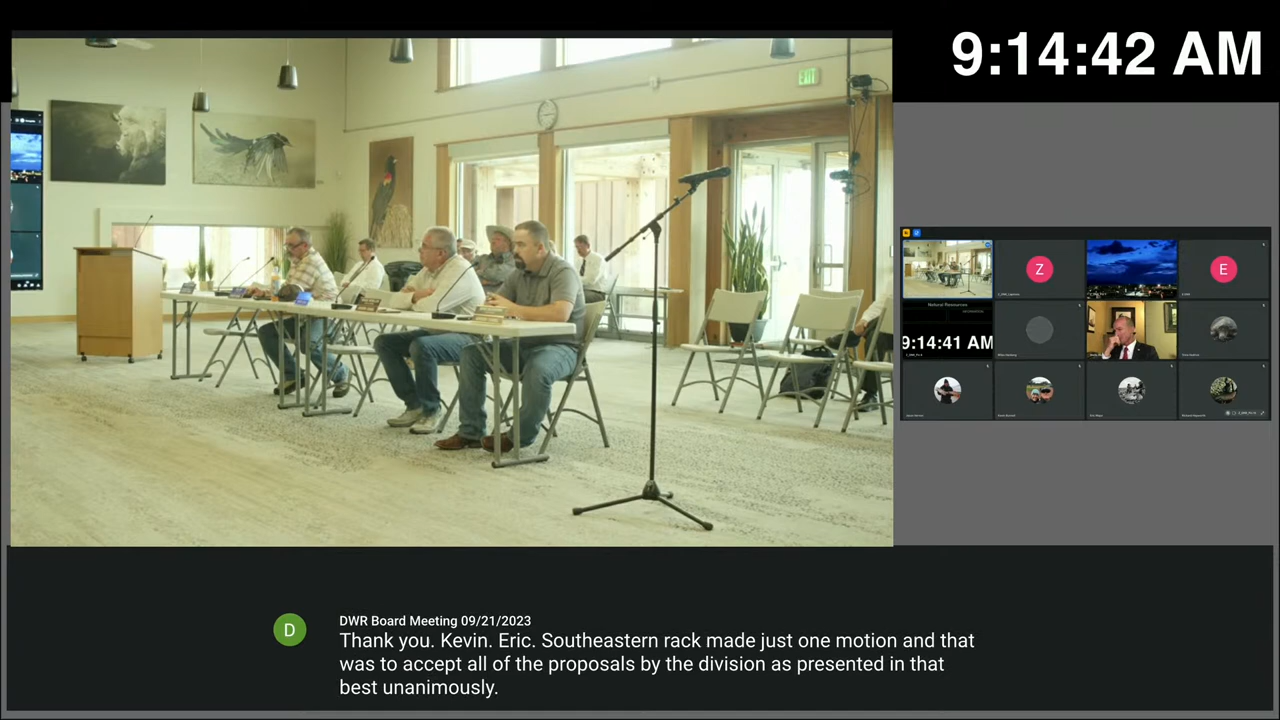 9:14:42 AM
Z
E
Natural Resources
9:14:41 AM
D
DWR Board Meeting 09/21/2023
Thank you. Kevin. Eric. Southeastern rack made just one motion and that
was to accept all of the proposals by the division as presented in that
best unanimously.